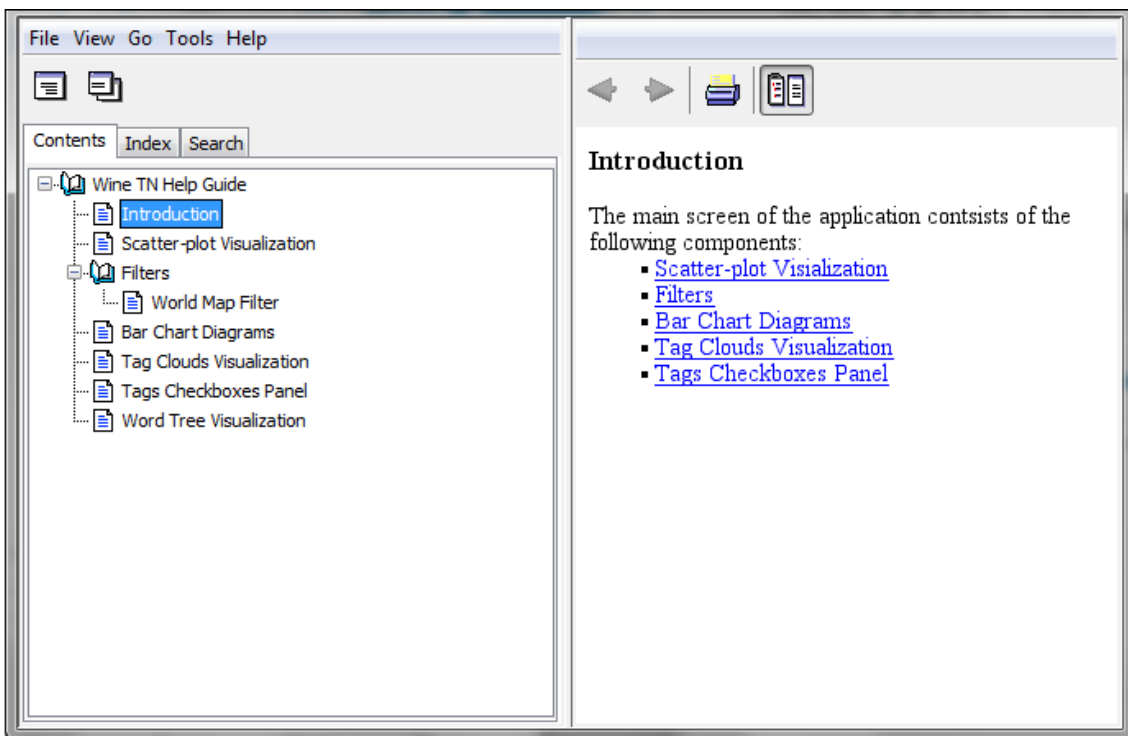 File View Go Tools Help
Contents Index Search
Wine TN Help Guide
Introduction
Scatter-plot Visualization
Filters
World Map Filter
Bar Chart Diagrams
Tag Clouds Visualization
Tags Checkboxes Panel
Word Tree Visualization
Introduction
The main screen of the application contsists of the
following components:
Scatter-plot Visialization
Filters
Bar Chart Diagrams
Tag Clouds Visualization
Tags Checkboxes Panel